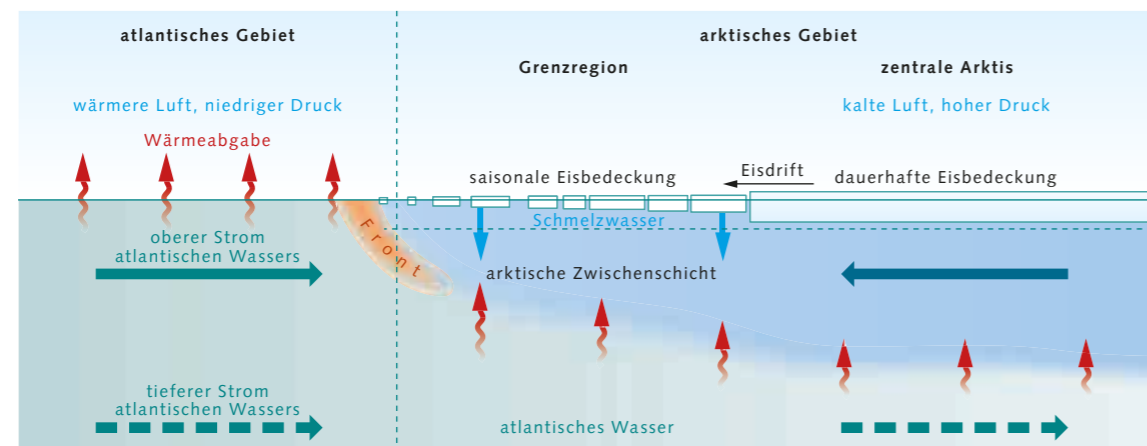 atlantisches Gebiet
arktisches Gebiet
Grenzregion
zentrale Arktis
wärmere Luft, niedriger Druck
kalte Luft, hoher Druck
Wärmeabgabe
Eisdrift
saisonale Eisbedeckung
dauerhafte Eisbedeckung
Schmelzwasser
Front
oberer Strom
atlantischen Wassers
arktische Zwischenschicht
tieferer Strom
atlantischen Wassers
atlantisches Wasser